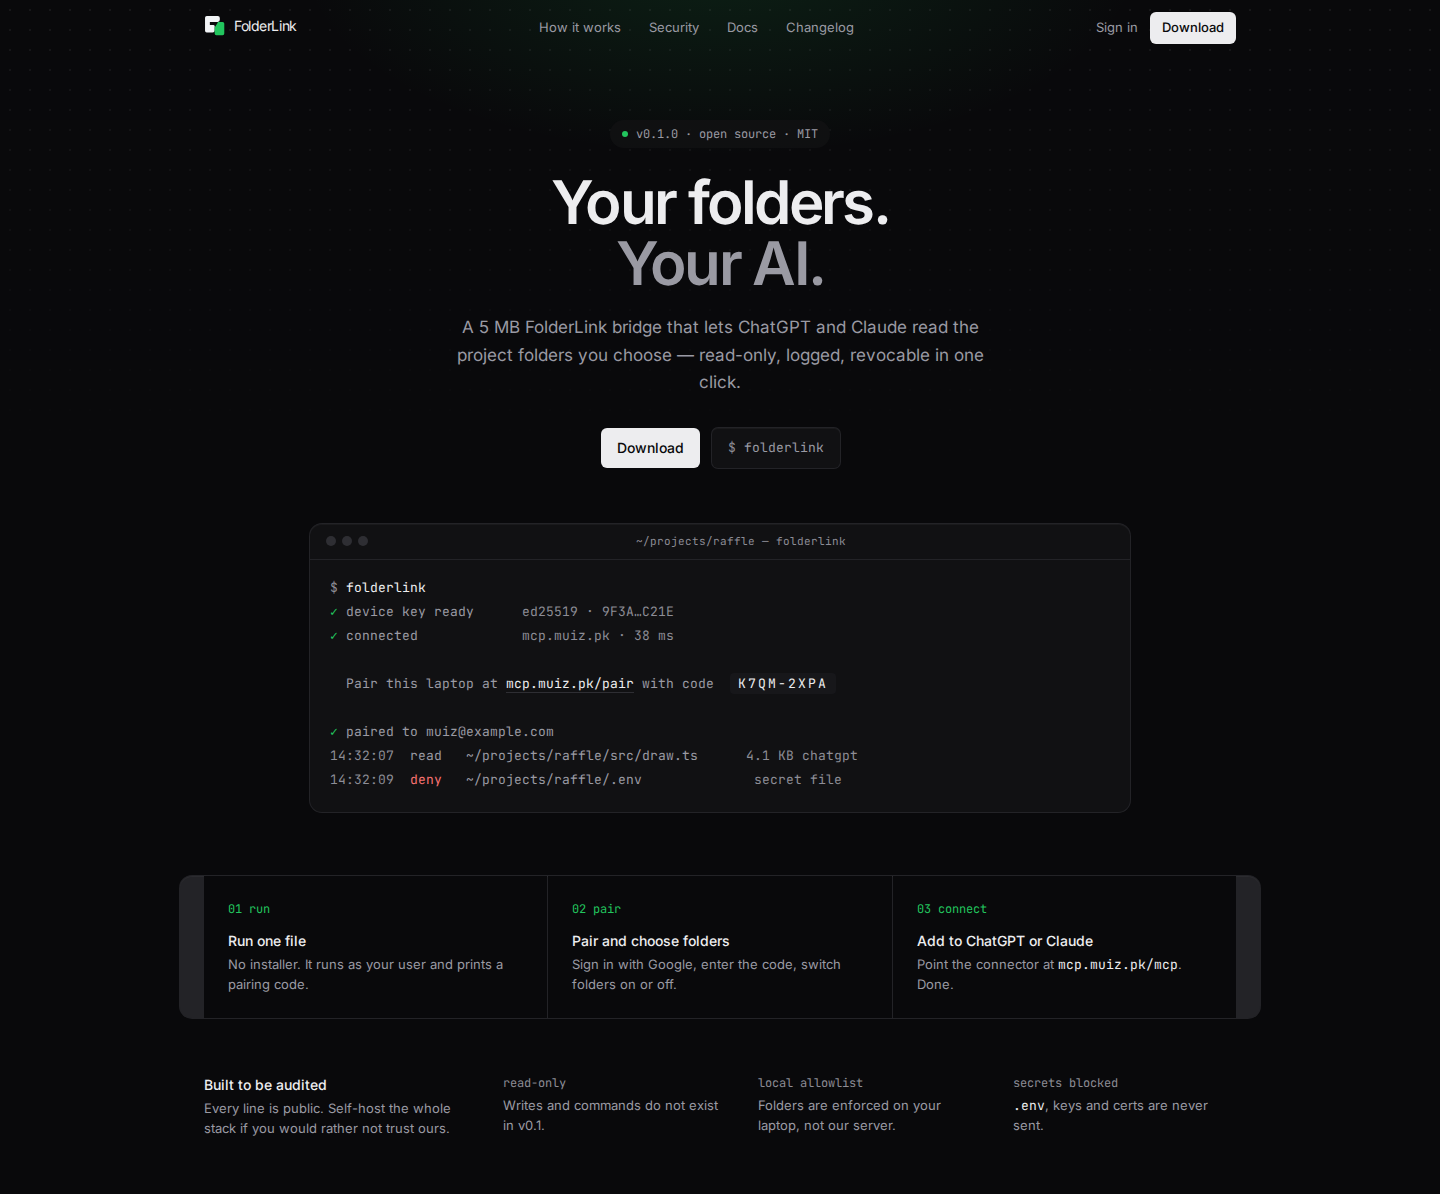 FolderLink
How it works Security Docs Changelog
Sign in Download
v0.1.0 · open source · MIT
Your folders.
Your AI.
A 5 MB FolderLink bridge that lets ChatGPT and Claude read the
project folders you choose — read-only, logged, revocable in one
click.
Download $ folderlink
~/projects/raffle — folderlink
$ folderlink
✓ device key ready ed25519 · 9F3A…C21E
✓ connected mcp.muiz.pk · 38 ms
Pair this laptop at mcp.muiz.pk/pair with code K7QM-2XPA
✓ paired to muiz@example.com
14:32:07 read ~/projects/raffle/src/draw.ts 4.1 KB chatgpt
14:32:09 deny ~/projects/raffle/.env secret file
01 run
Run one file
No installer. It runs as your user and prints a
pairing code.
02 pair
Pair and choose folders
Sign in with Google, enter the code, switch
folders on or off.
03 connect
Add to ChatGPT or Claude
Point the connector at mcp.muiz.pk/mcp.
Done.
Built to be audited
Every line is public. Self-host the whole
stack if you would rather not trust ours.
read-only
Writes and commands do not exist
in v0.1.
local allowlist
Folders are enforced on your
laptop, not our server.
secrets blocked
.env, keys and certs are never
sent.